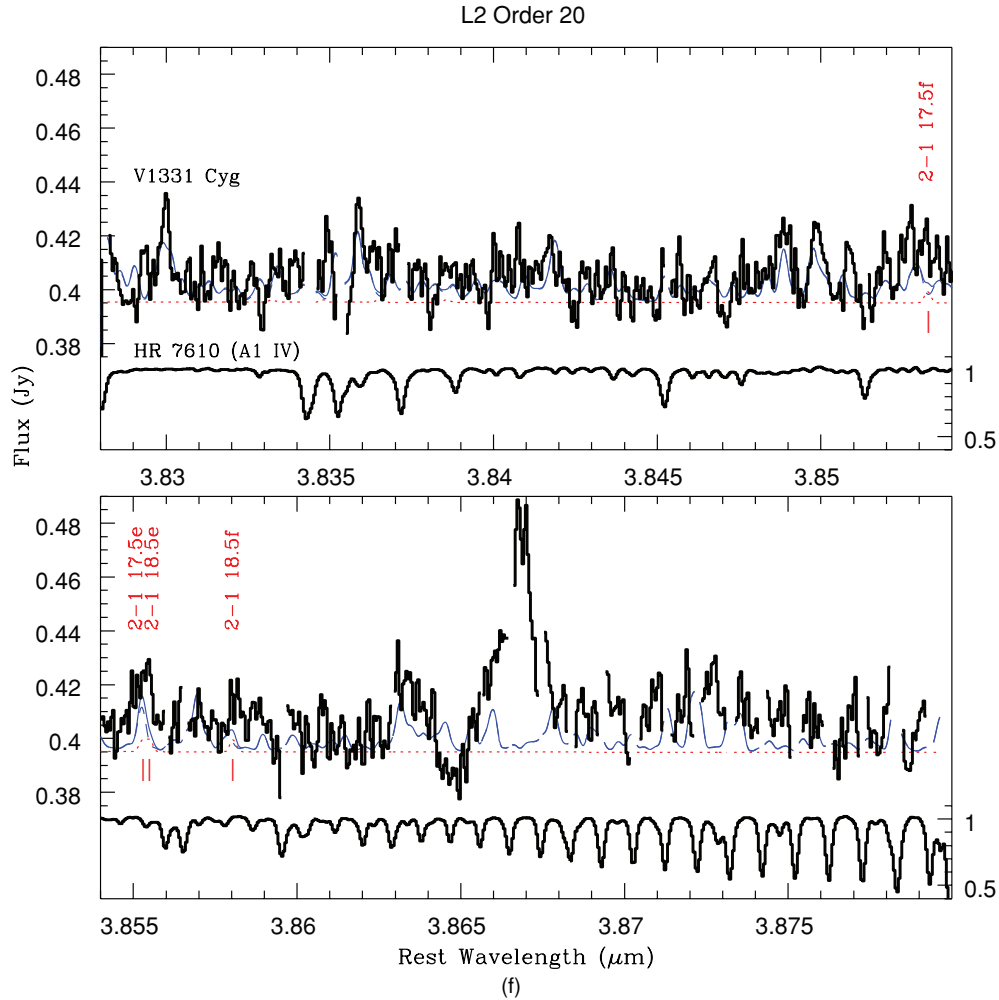 L2 Order 20
0.48
0.46
0.44
0.42
0.4
0.38
V1331 Cyg
2−1 17.5f
HR 7610 (A1 IV)
1
0.5
3.83
3.835
3.84
3.845
3.85
Flux (Jy)
0.48
0.46
0.44
0.42
0.4
0.38
2−1 17.5e
2−1 18.5e
2−1 18.5f
1
0.5
3.855
3.86
3.865
3.87
3.875
Rest Wavelength (μm)
(f)